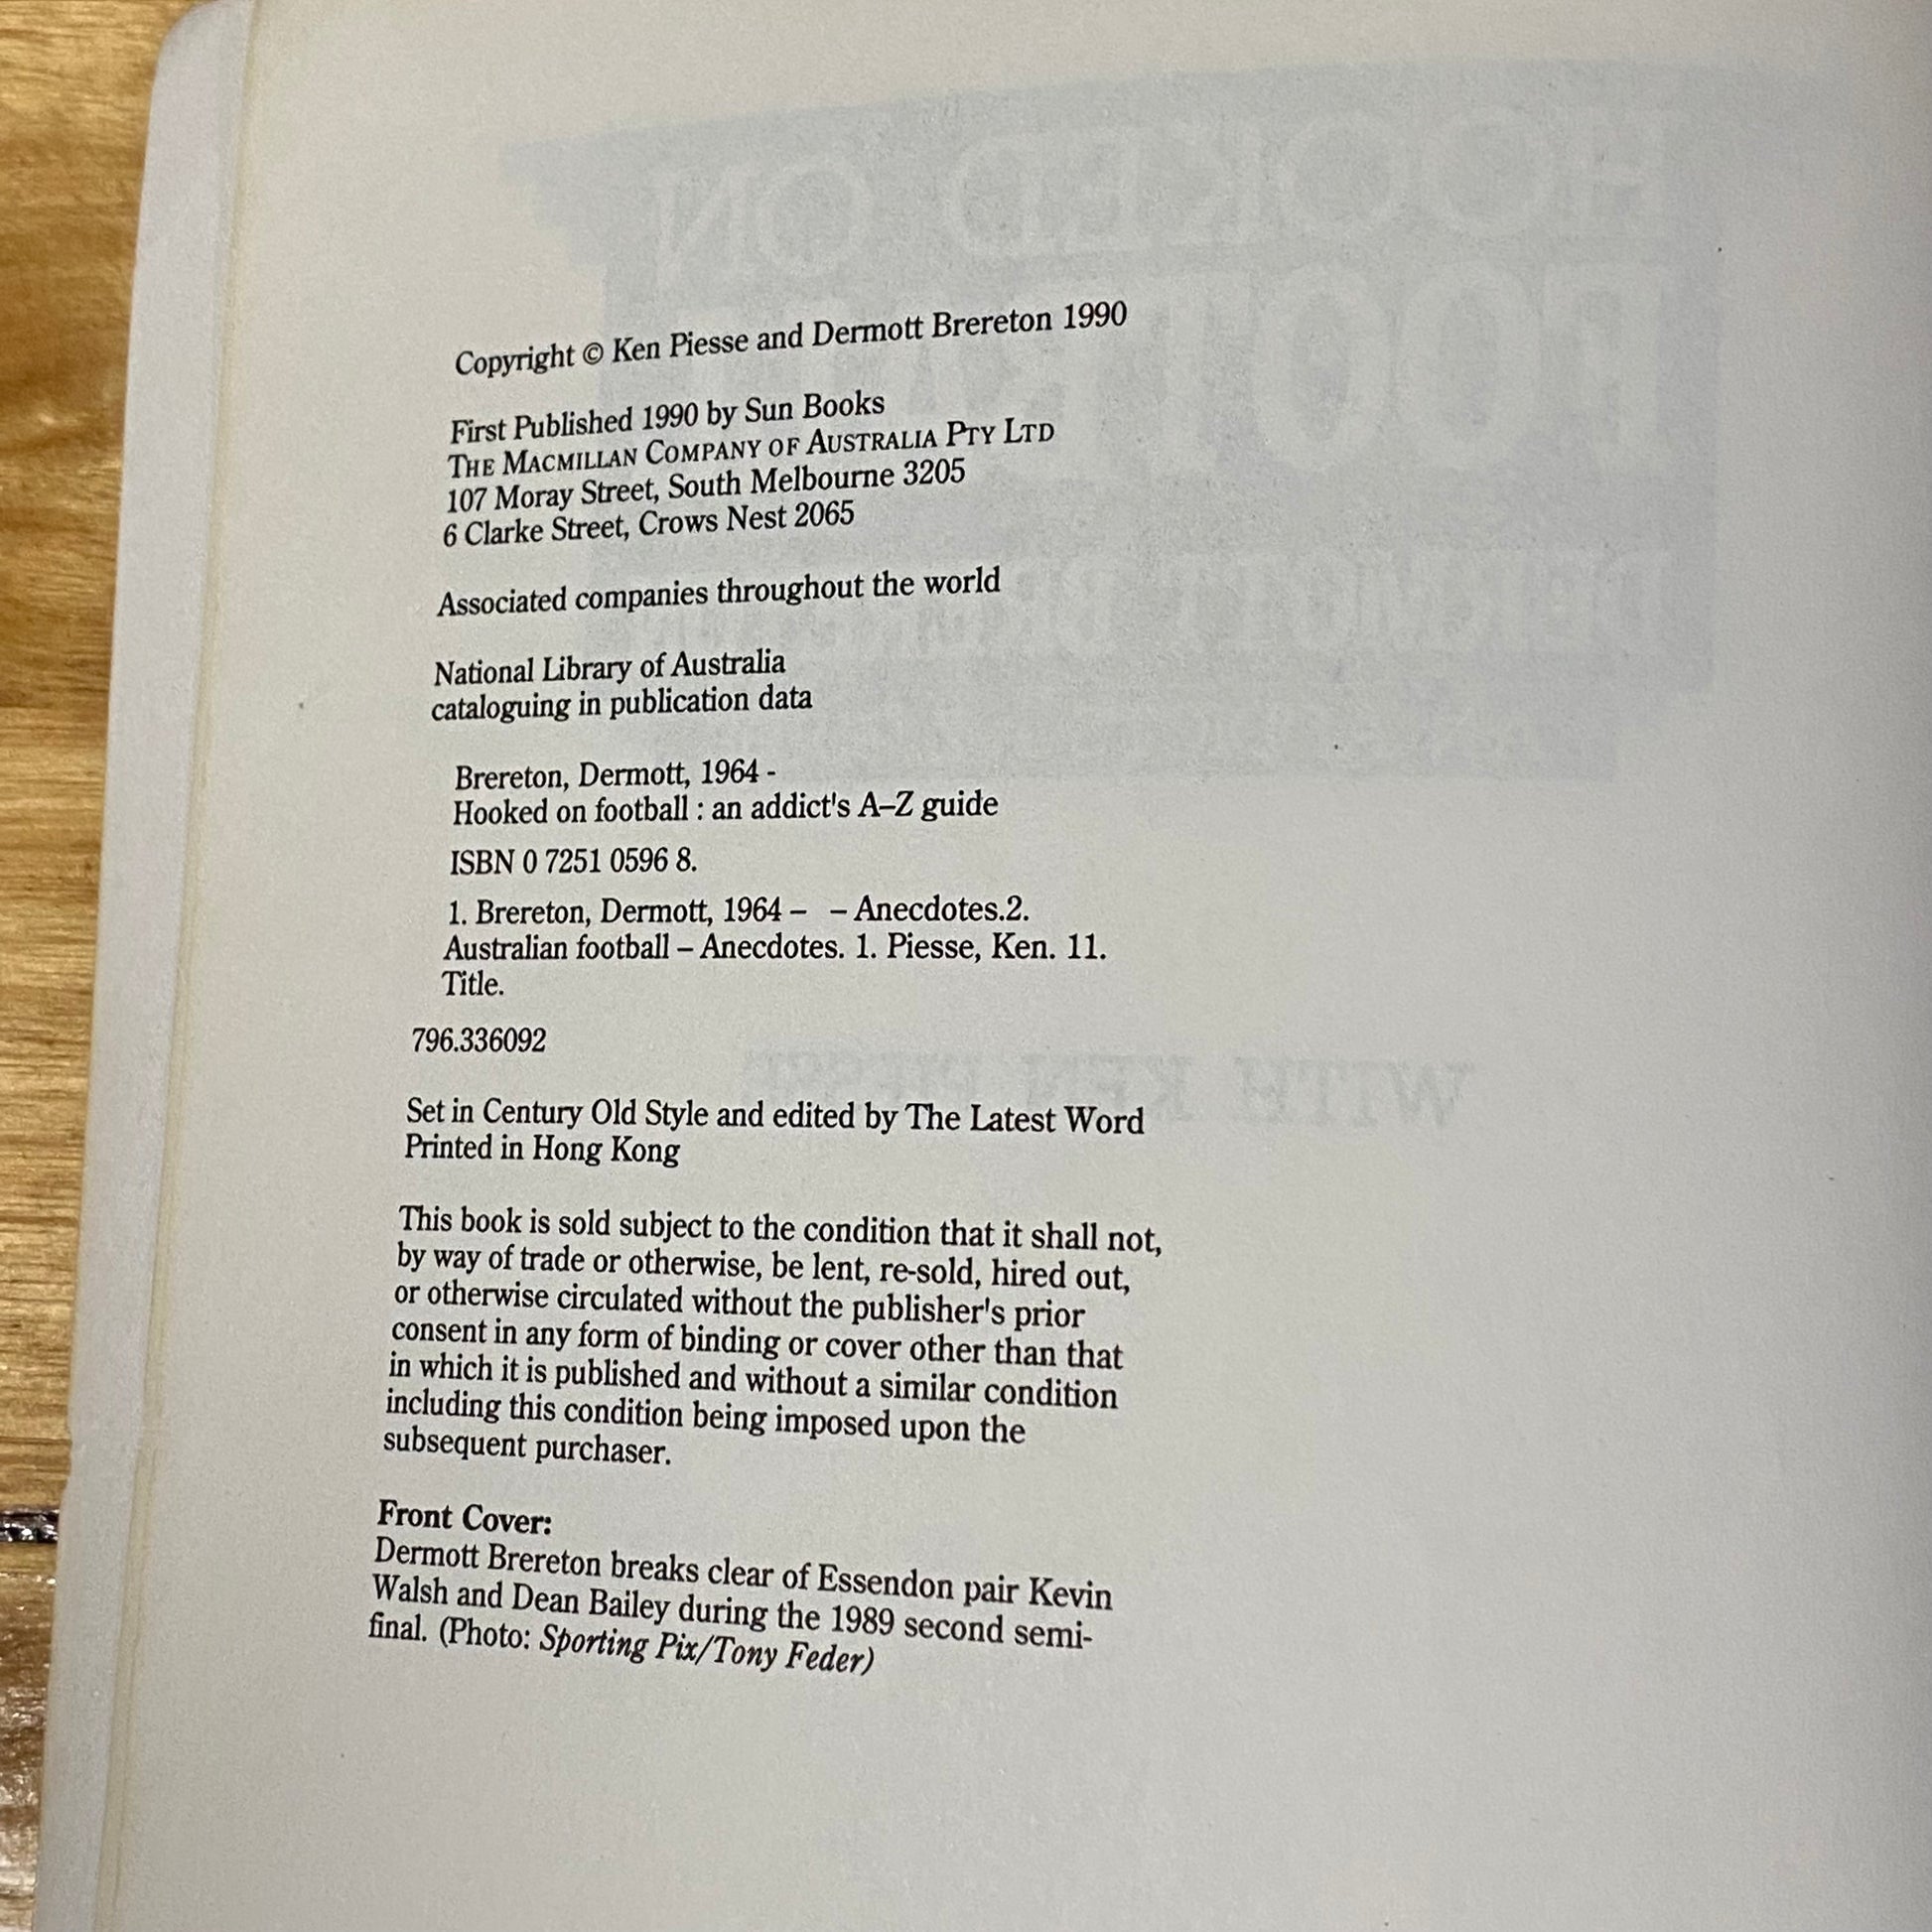 Copyright © Ken Piesse and Dermott Brereton 1990
First Published 1990 by Sun Books
THE MACMILLAN COMPANY OF AUSTRALIA PTY LTD
107 Moray Street, South Melbourne 3205
6 Clarke Street, Crows Nest 2065
Associated companies throughout the world
National Library of Australia
cataloguing in publication data
Brereton, Dermott, 1964 -
Hooked on football : an addict's A–Z guide
ISBN 0 7251 0596 8.
1. Brereton, Dermott, 1964 –   – Anecdotes.2.
Australian football – Anecdotes. 1. Piesse, Ken. 11.
Title.
796.336092
Set in Century Old Style and edited by The Latest Word
Printed in Hong Kong
This book is sold subject to the condition that it shall not,
by way of trade or otherwise, be lent, re-sold, hired out,
or otherwise circulated without the publisher's prior
consent in any form of binding or cover other than that
in which it is published and without a similar condition
including this condition being imposed upon the
subsequent purchaser.
Front Cover:
Dermott Brereton breaks clear of Essendon pair Kevin
Walsh and Dean Bailey during the 1989 second semi-
final. (Photo: Sporting Pix/Tony Feder)
HOOKED ON
FOOTBALL
DERMOTT BRERETON
WITH KEN PIESSE